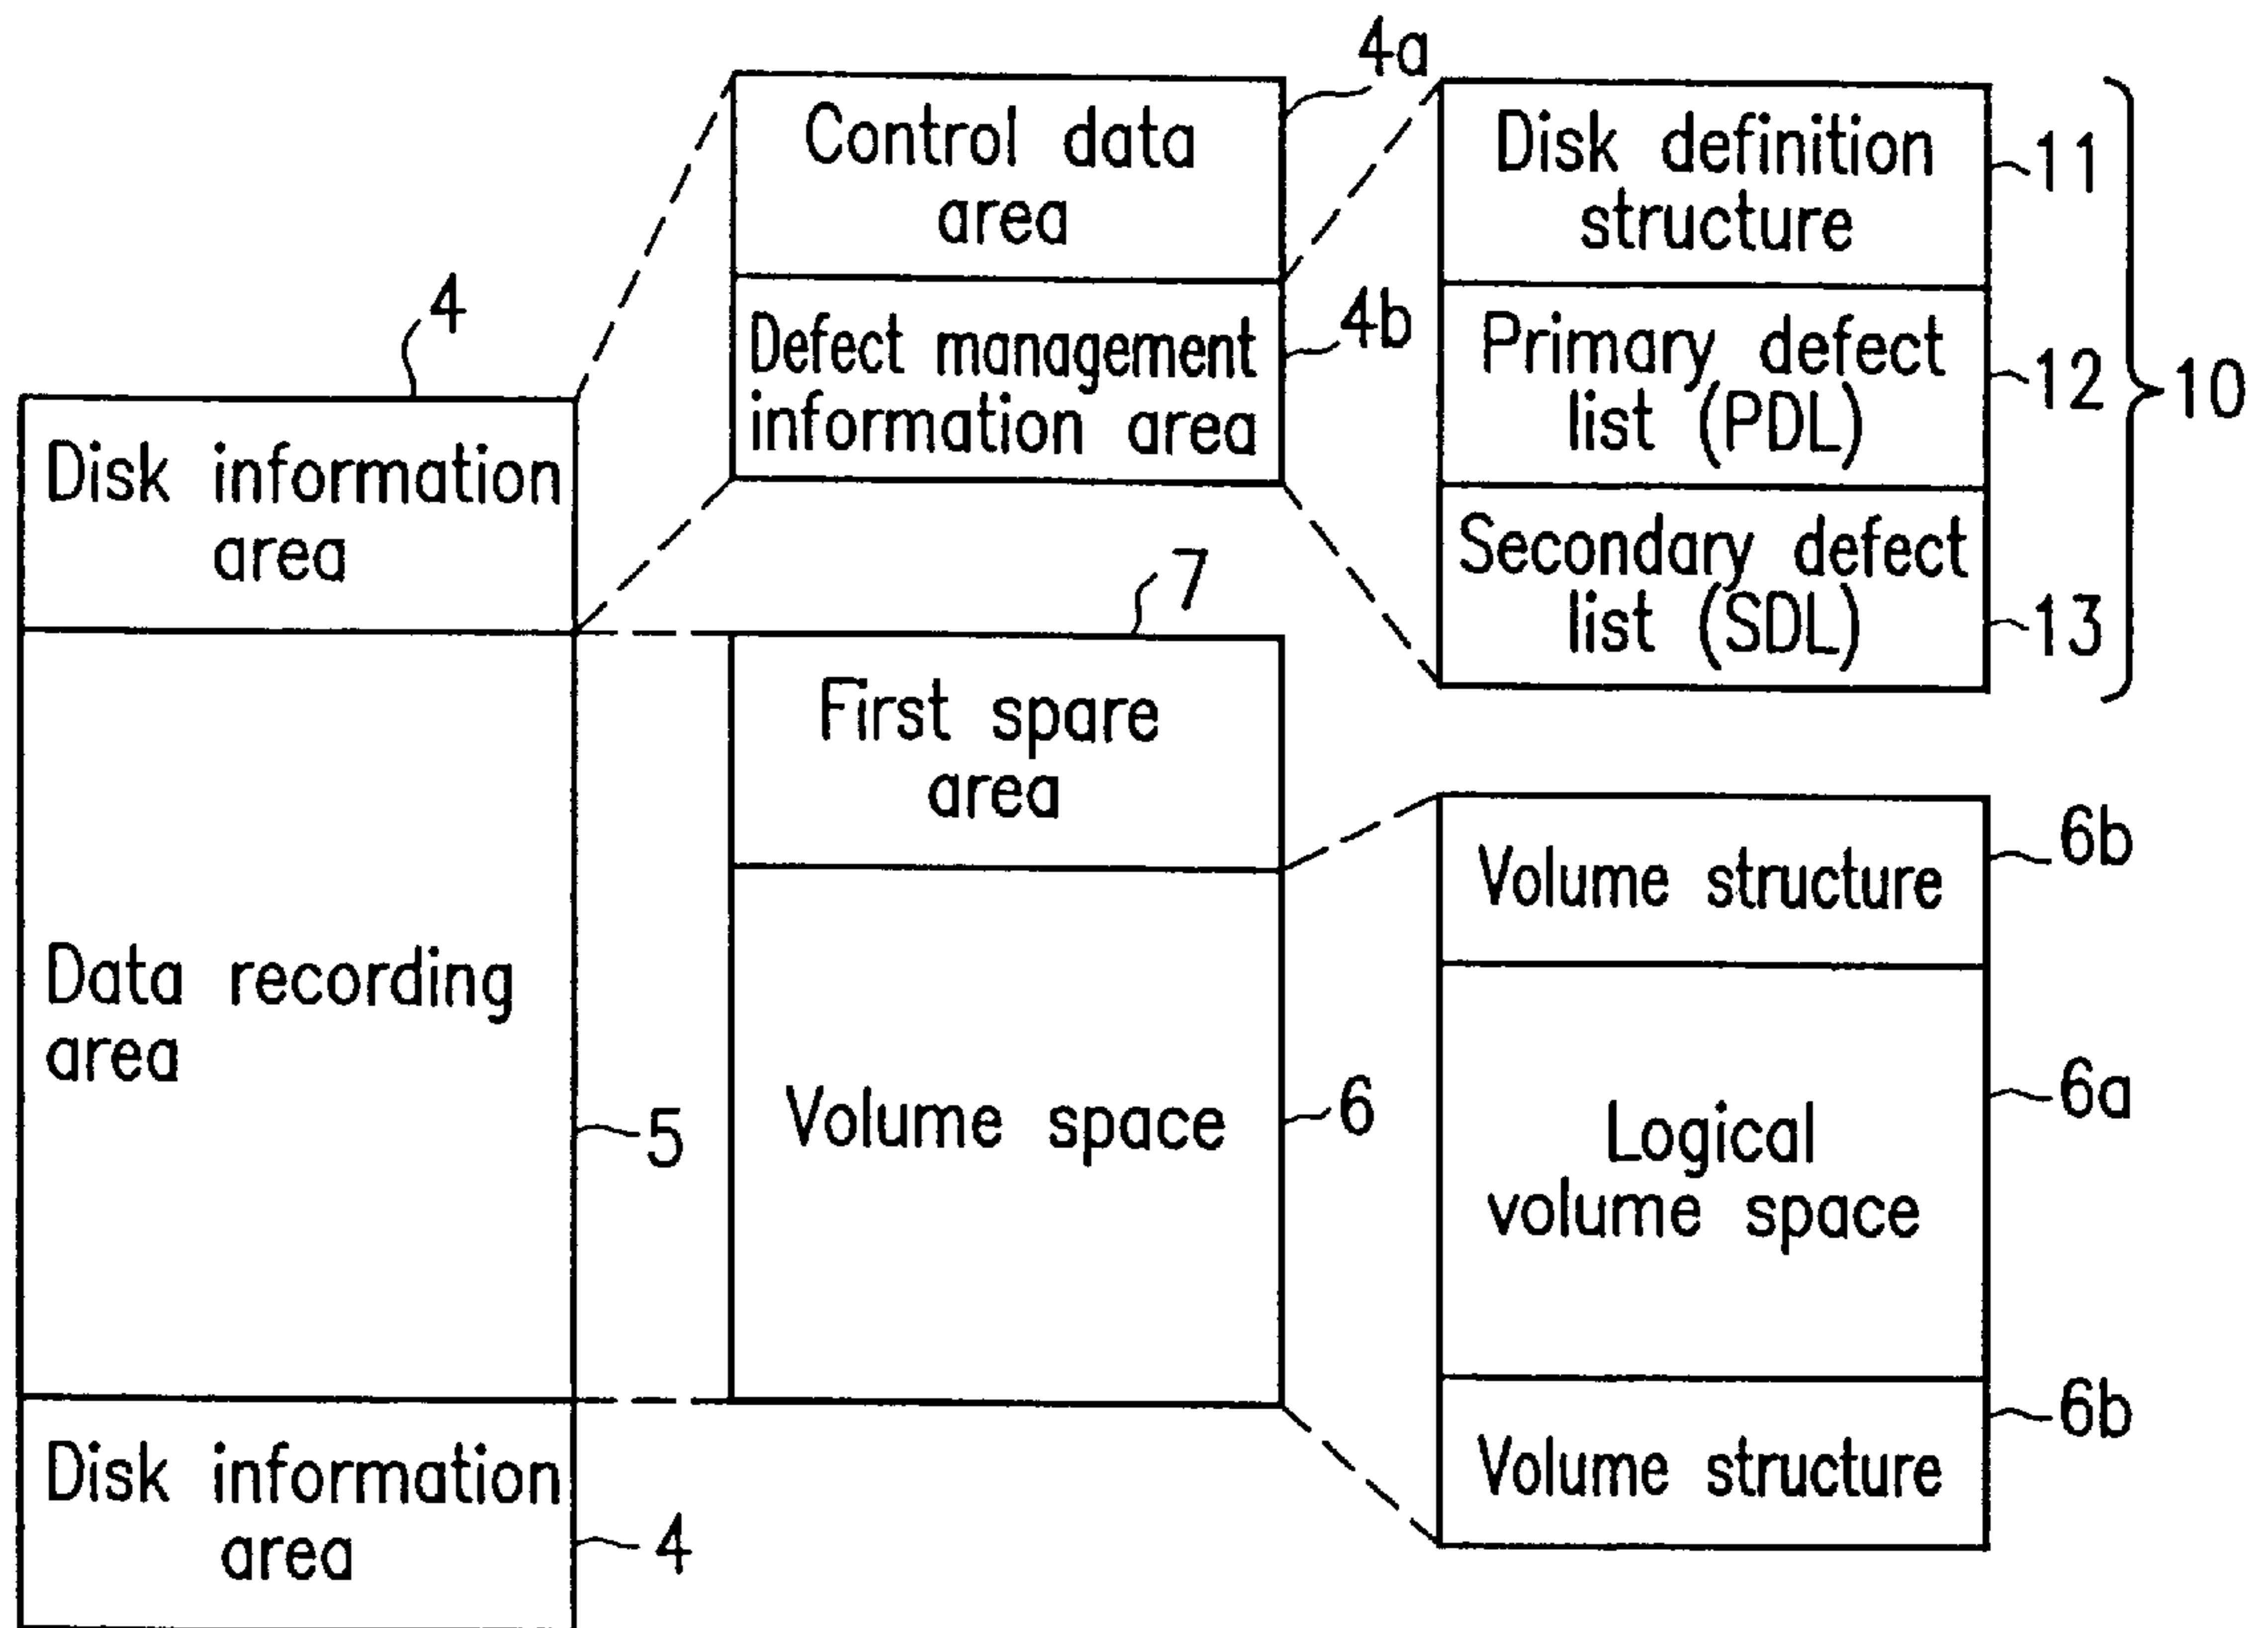 4
Disk information
area
Data recording
area
5
Disk information
area
4
4a
Control data
area
4b
Defect management
information area
7
First spare
area
Volume space
6
Disk definition
structure
11
Primary defect
list (PDL)
12
Secondary defect
list (SDL)
13
10
6b
Volume structure
6a
Logical
volume space
6b
Volume structure